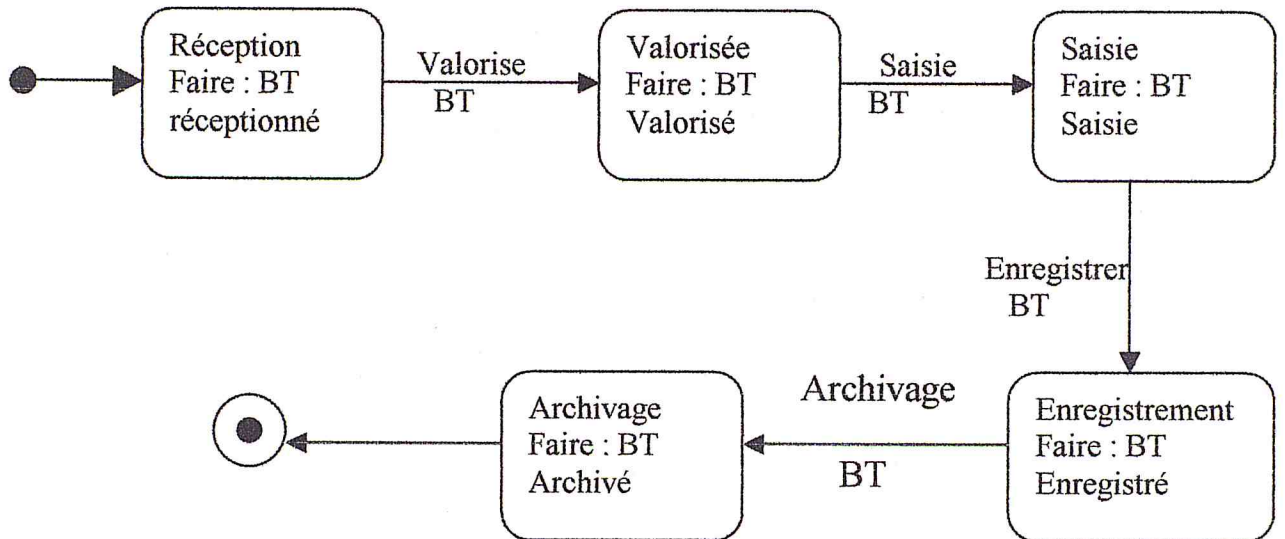 Réception
Faire : BT
réceptionné
Valorise
BT
Valorisée
Faire : BT
Valorisé
Saisie
BT
Saisie
Faire : BT
Saisie
Enregistrer
BT
Enregistrement
Faire : BT
Enregistré
Archivage
BT
Archivage
Faire : BT
Archivé